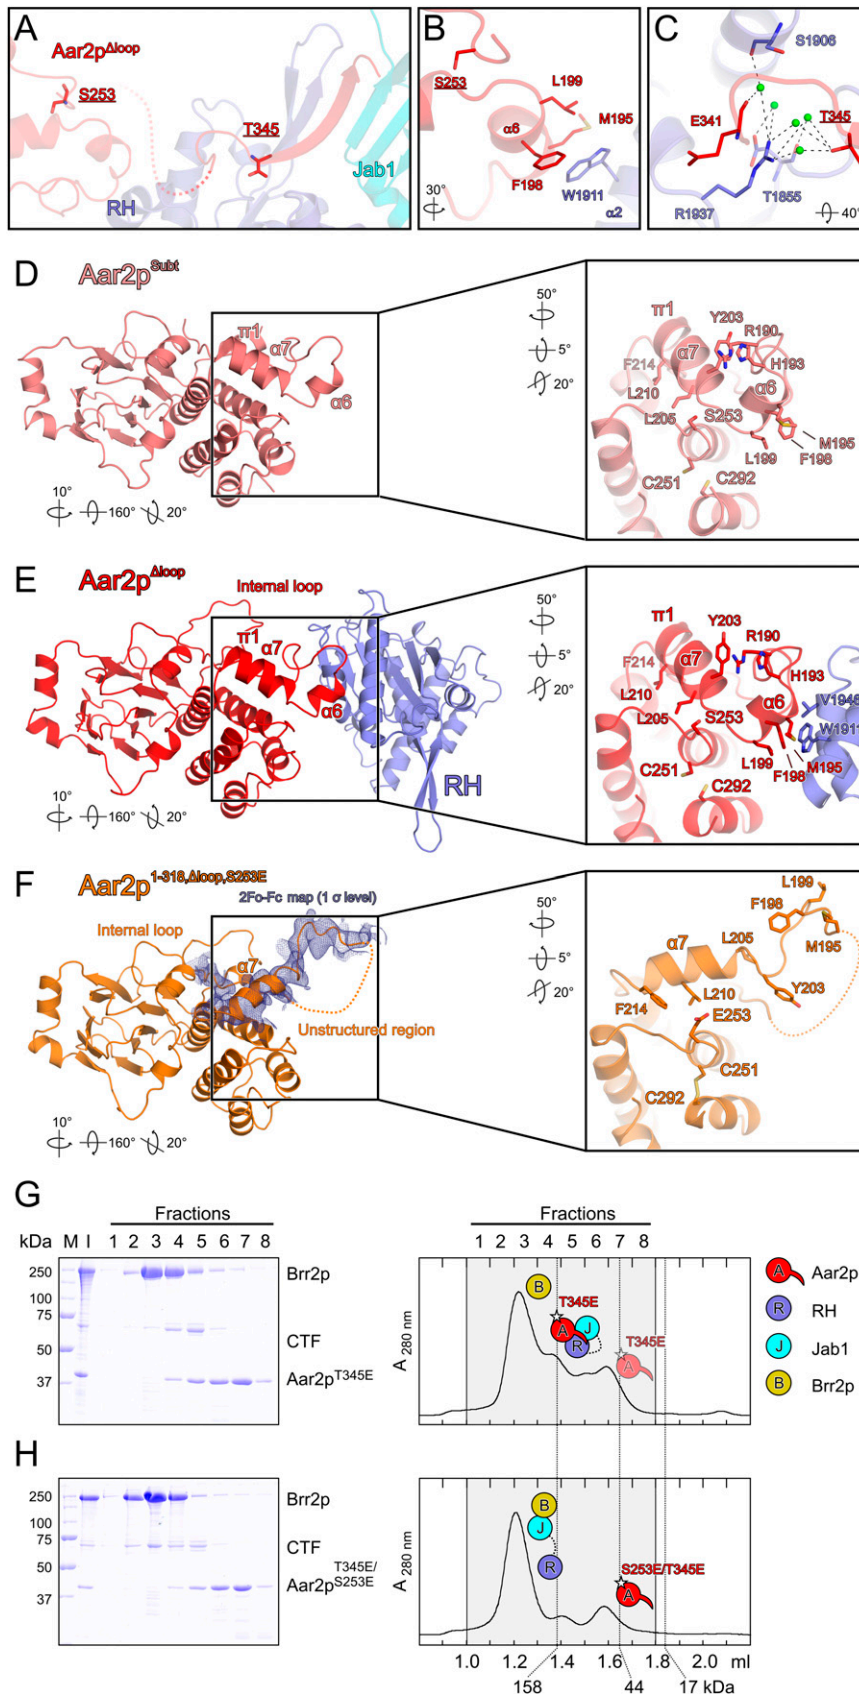 A
Aar2pΔloop
S253
T345
RH
Jab1
B
S253
L199
M195
α6
F198
W1911
α2
30°
C
S1906
E341
T345
R1937
T1855
40°
D
Aar2pSubt
π1
α7
α6
10° 160° 20°
50°
5°
20°
π1
Y203
R190
α7
H193
F214
α6
L210
L205
S253
M195
L199
F198
C251
C292
E
Aar2pΔloop
Internal loop
π1
α7
α6
RH
10° 160° 20°
50°
5°
20°
π1
Y203
R190
α7
F214
H193
L210
α6
IV1945
L205
S253
W1911
C251
L199
F198
M195
C292
F
Aar2p1-318,Δloop,S253E
2Fo-Fc map (1 σ level)
Internal loop
α7
Unstructured region
10° 160° 20°
50°
5°
20°
L199
F198
M195
α7
L205
Y203
F214
L210
E253
C251
C292
G
Fractions
kDa M I 1 2 3 4 5 6 7 8
250
100
75
50
37
Brr2p
CTF
Aar2pT345E
Fractions
1 2 3 4 5 6 7 8
A 280 nm
B
T345E
A
J
R
T345E
A
A Aar2p
R RH
J Jab1
B Brr2p
H
250
100
75
50
37
Brr2p
CTF
Aar2pT345E/S253E
A 280 nm
B
J
R
S253E/T345E
A
1.0 1.2 1.4 1.6 1.8 2.0 ml
158 44 17 kDa